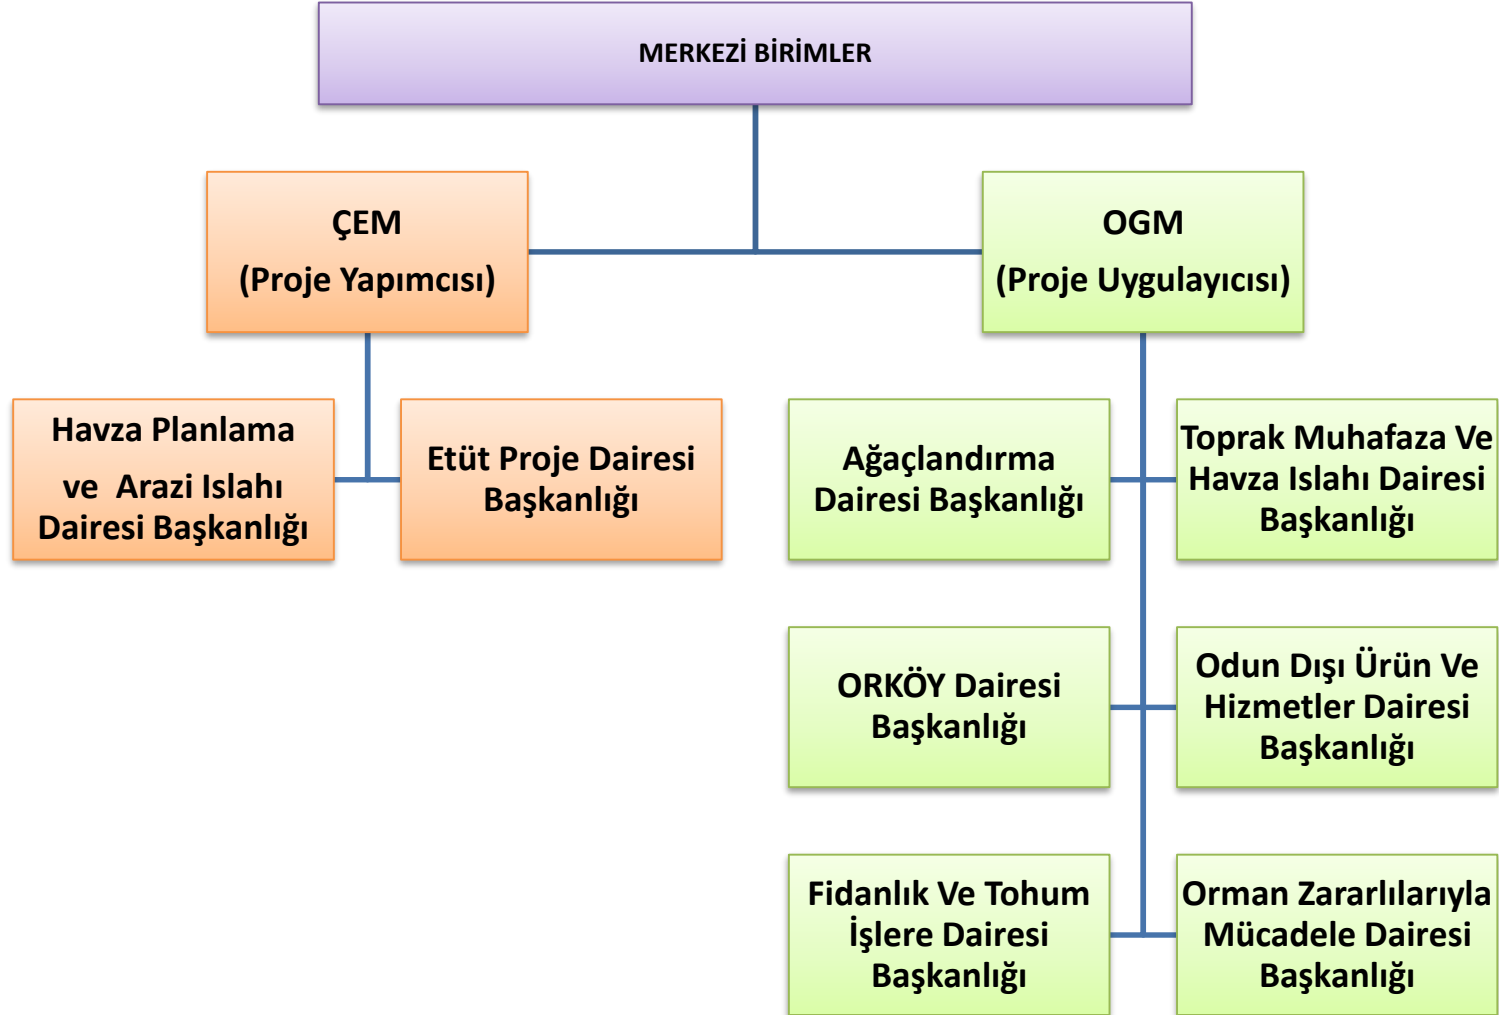 MERKEZİ BİRİMLER
ÇEM
(Proje Yapımcısı)
OGM
(Proje Uygulayıcısı)
Havza Planlama
ve Arazi Islahı
Dairesi Başkanlığı
Etüt Proje Dairesi
Başkanlığı
Ağaçlandırma
Dairesi Başkanlığı
Toprak Muhafaza Ve
Havza Islahı Dairesi
Başkanlığı
ORKÖY Dairesi
Başkanlığı
Odun Dışı Ürün Ve
Hizmetler Dairesi
Başkanlığı
Fidanlık Ve Tohum
İşlere Dairesi
Başkanlığı
Orman Zararlılarıyla
Mücadele Dairesi
Başkanlığı